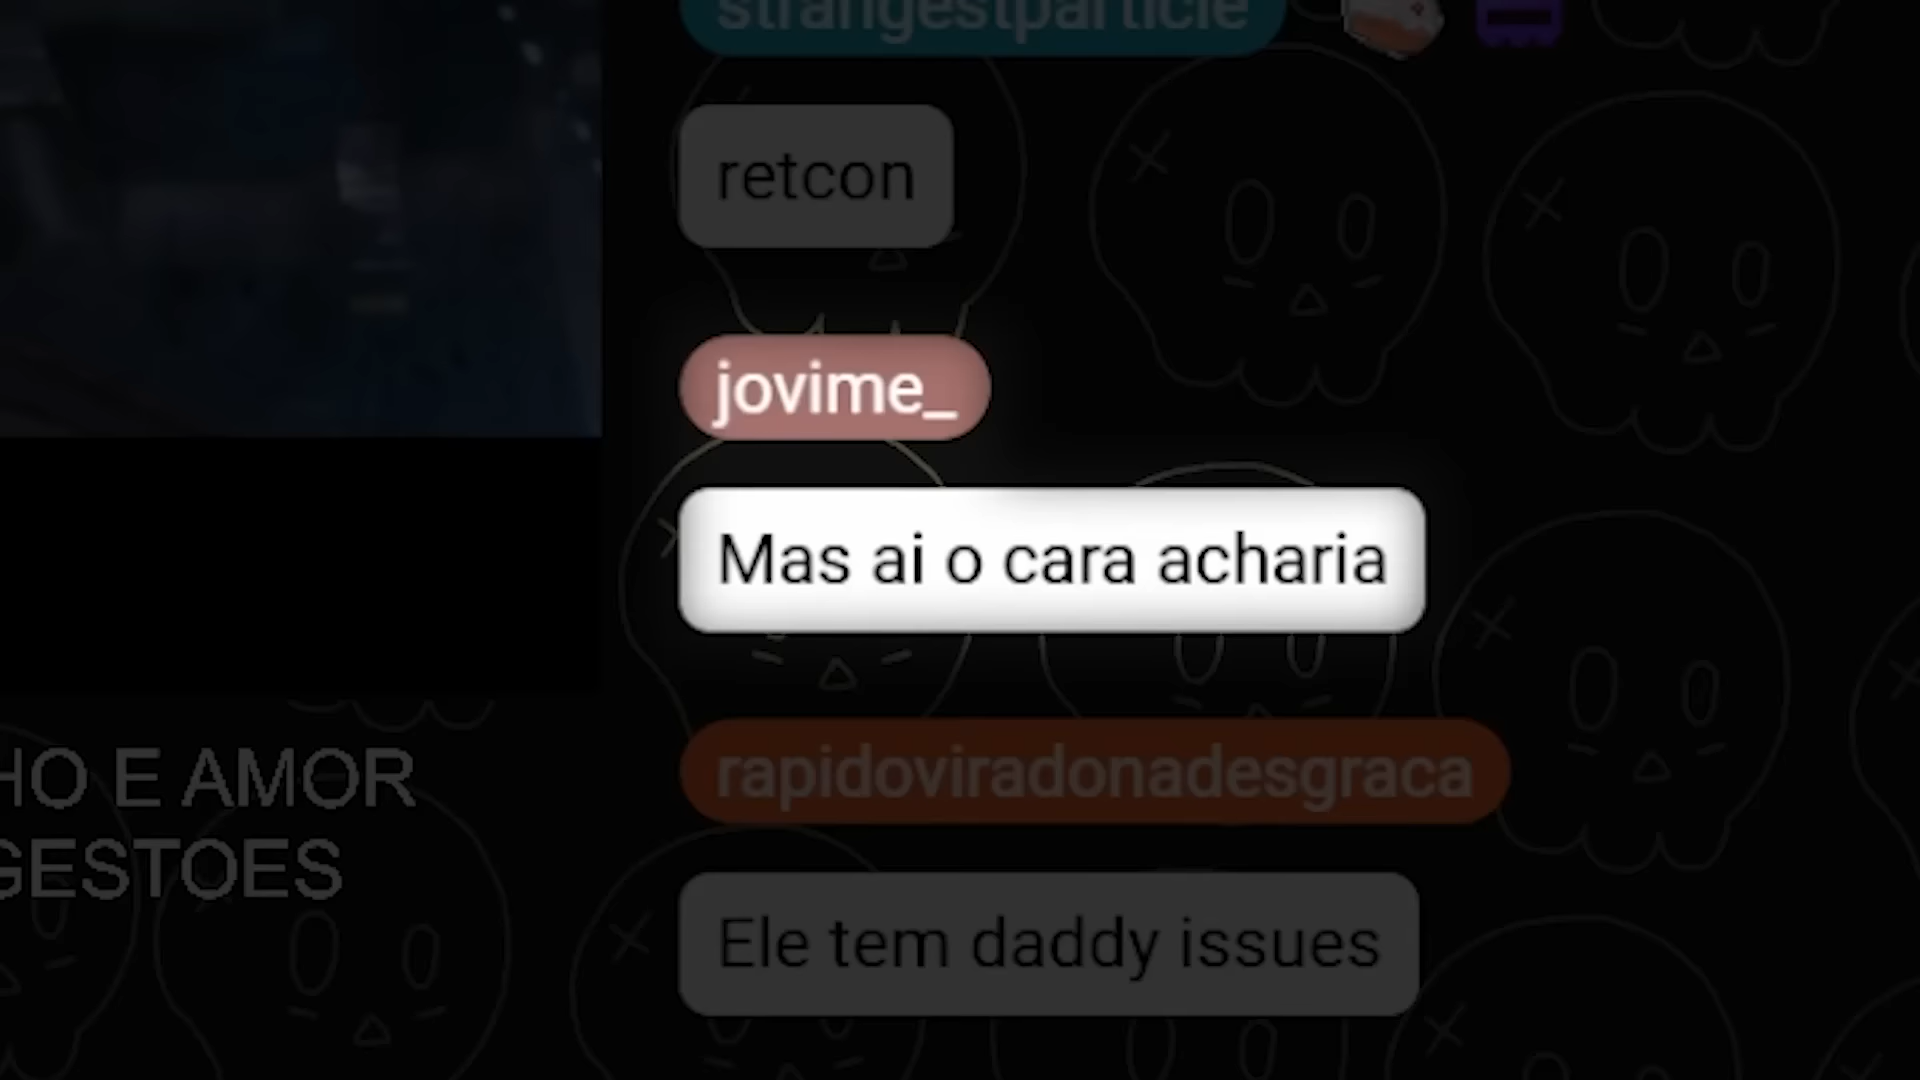 strangestparticle
retcon
jovime_
Mas ai o cara acharia
rapidoviradonadesgraca
HO E AMOR
GESTOES
Ele tem daddy issues